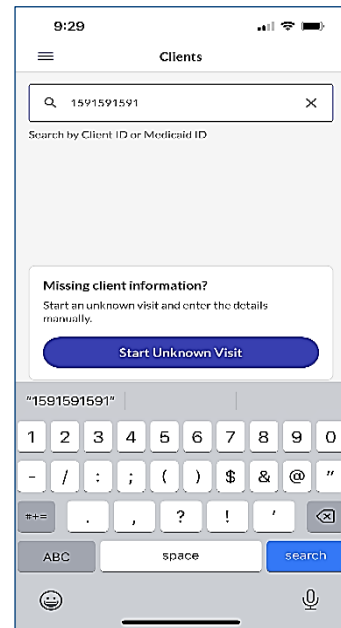 9:29
Clients
1591591591
Search by Client ID or Medicaid ID
Missing client information?
Start an unknown visit and enter the details
manually.
Start Unknown Visit
"1591591591"
1 2 3 4 5 6 7 8 9 0
- / : ; ( ) $ & @ "
#+= . , ? ! '
ABC space search